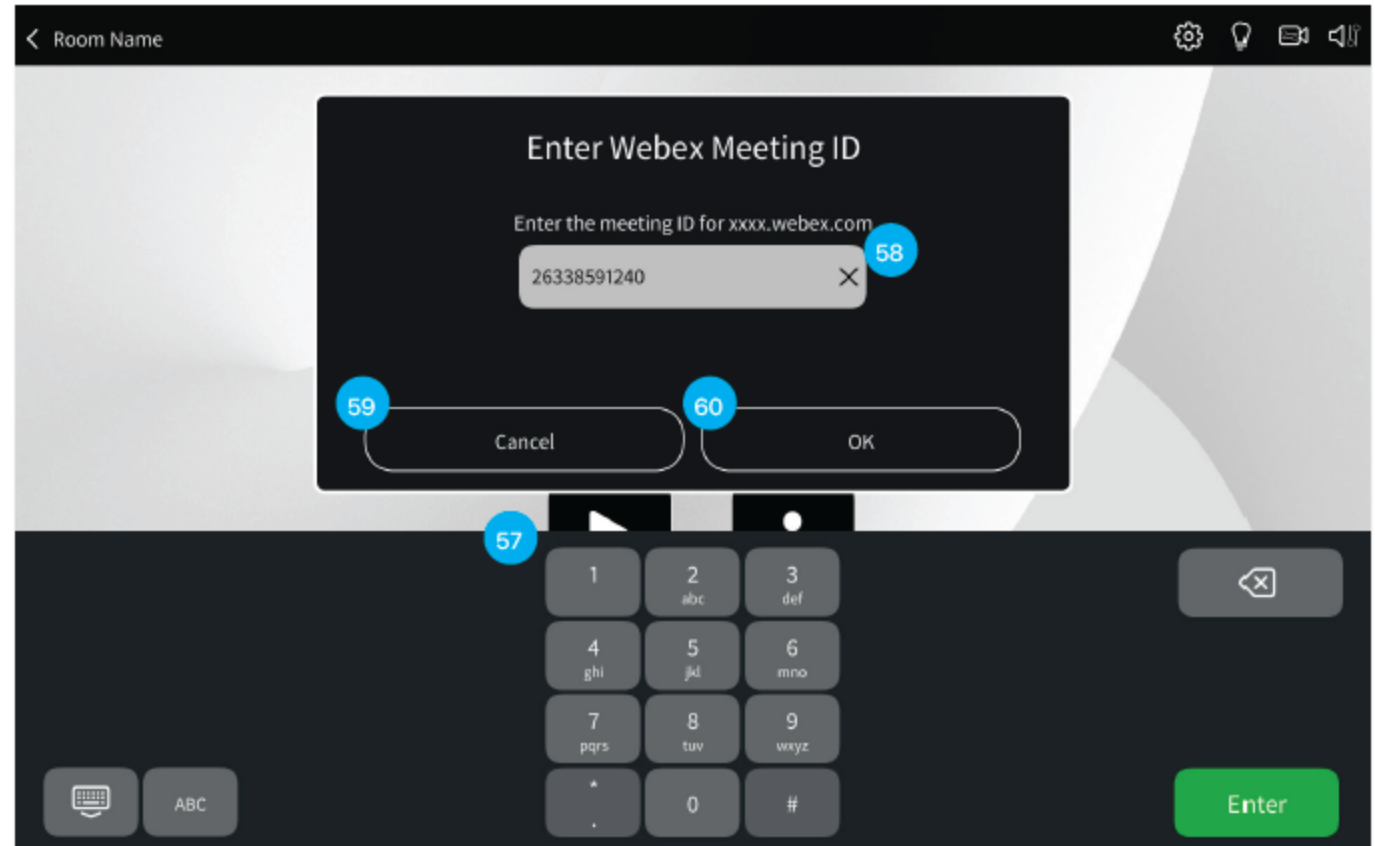 Room Name
Enter Webex Meeting ID
Enter the meeting ID for xxxx.webex.com
58
26338591240
59
60
Cancel
OK
57
1
2
3
abc
def
4
5
6
ghi
jkl
mno
7
8
9
pqrs
tuv
wxyz
ABC
*
.
0
#
Enter